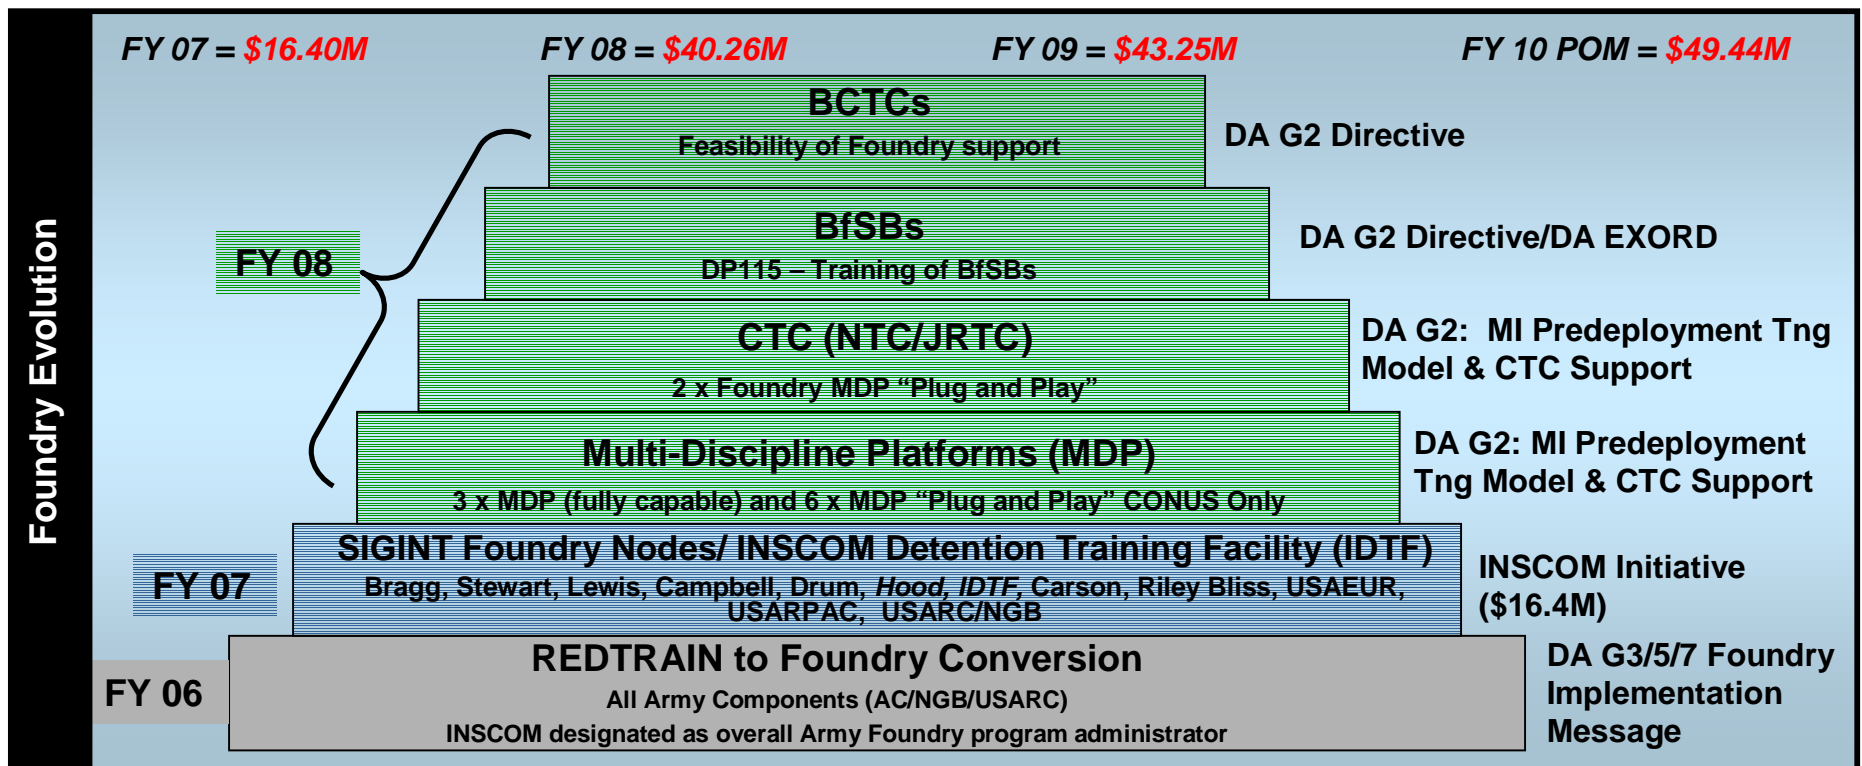 Foundry Evolution
FY 07 = $16.40M
FY 08 = $40.26M
FY 09 = $43.25M
FY 10 POM = $49.44M
BCTCs
Feasibility of Foundry support
DA G2 Directive
BfSBs
DP115 – Training of BfSBs
DA G2 Directive/DA EXORD
FY 08
CTC (NTC/JRTC)
2 x Foundry MDP “Plug and Play”
DA G2:  MI Predeployment Tng
Model & CTC Support
Multi-Discipline Platforms (MDP)
3 x MDP (fully capable) and 6 x MDP “Plug and Play” CONUS Only
DA G2: MI Predeployment
Tng Model & CTC Support
FY 07
SIGINT Foundry Nodes/ INSCOM Detention Training Facility (IDTF)
Bragg, Stewart, Lewis, Campbell, Drum, Hood, IDTF, Carson, Riley Bliss, USAEUR,
USARPAC,  USARC/NGB
INSCOM Initiative
($16.4M)
FY 06
REDTRAIN to Foundry Conversion
All Army Components (AC/NGB/USARC)
INSCOM designated as overall Army Foundry program administrator
DA G3/5/7 Foundry
Implementation
Message